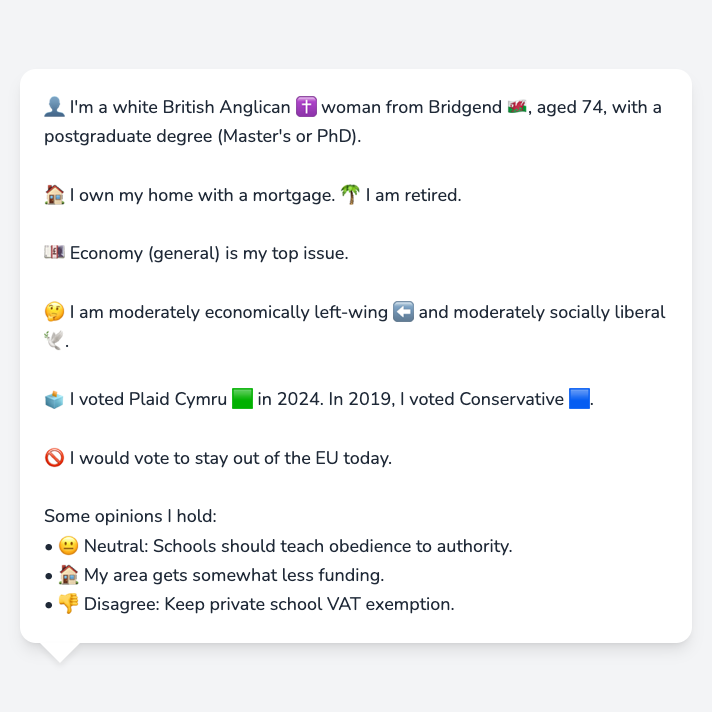 👤 I'm a white British Anglican ✝️ woman from Bridgend 🏴󠁧󠁢󠁷󠁬󠁳󠁿, aged 74, with a
postgraduate degree (Master's or PhD).
🏠 I own my home with a mortgage. 🌴 I am retired.
💷 Economy (general) is my top issue.
🤔 I am moderately economically left-wing ⬅️ and moderately socially liberal
🕊️.
🗳️ I voted Plaid Cymru 🟩 in 2024. In 2019, I voted Conservative 🟦.
🚫 I would vote to stay out of the EU today.
Some opinions I hold:
• 😐 Neutral: Schools should teach obedience to authority.
• 🏠 My area gets somewhat less funding.
• 👎 Disagree: Keep private school VAT exemption.